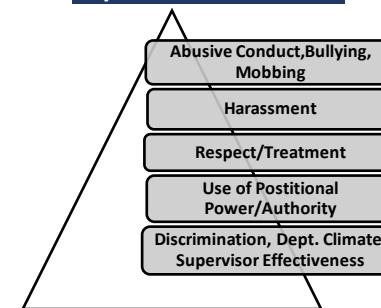 Abusive Conduct,Bullying,
Mobbing
Harassment
Respect/Treatment
Use of Postitional
Power/Authority
Discrimination, Dept. Climate
Supervisor Effectiveness